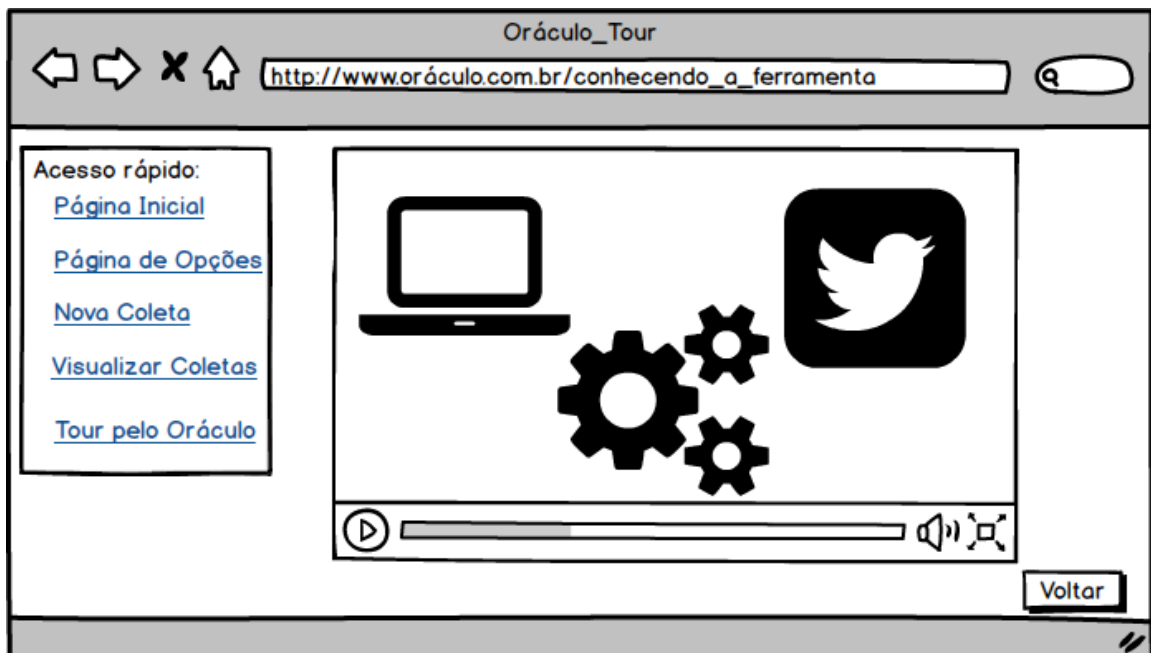 Oráculo_Tour
http://www.oráculo.com.br/conhecendo_a_ferramenta
Acesso rápido:
Página Inicial
Página de Opções
Nova Coleta
Visualizar Coletas
Tour pelo Oráculo
Voltar